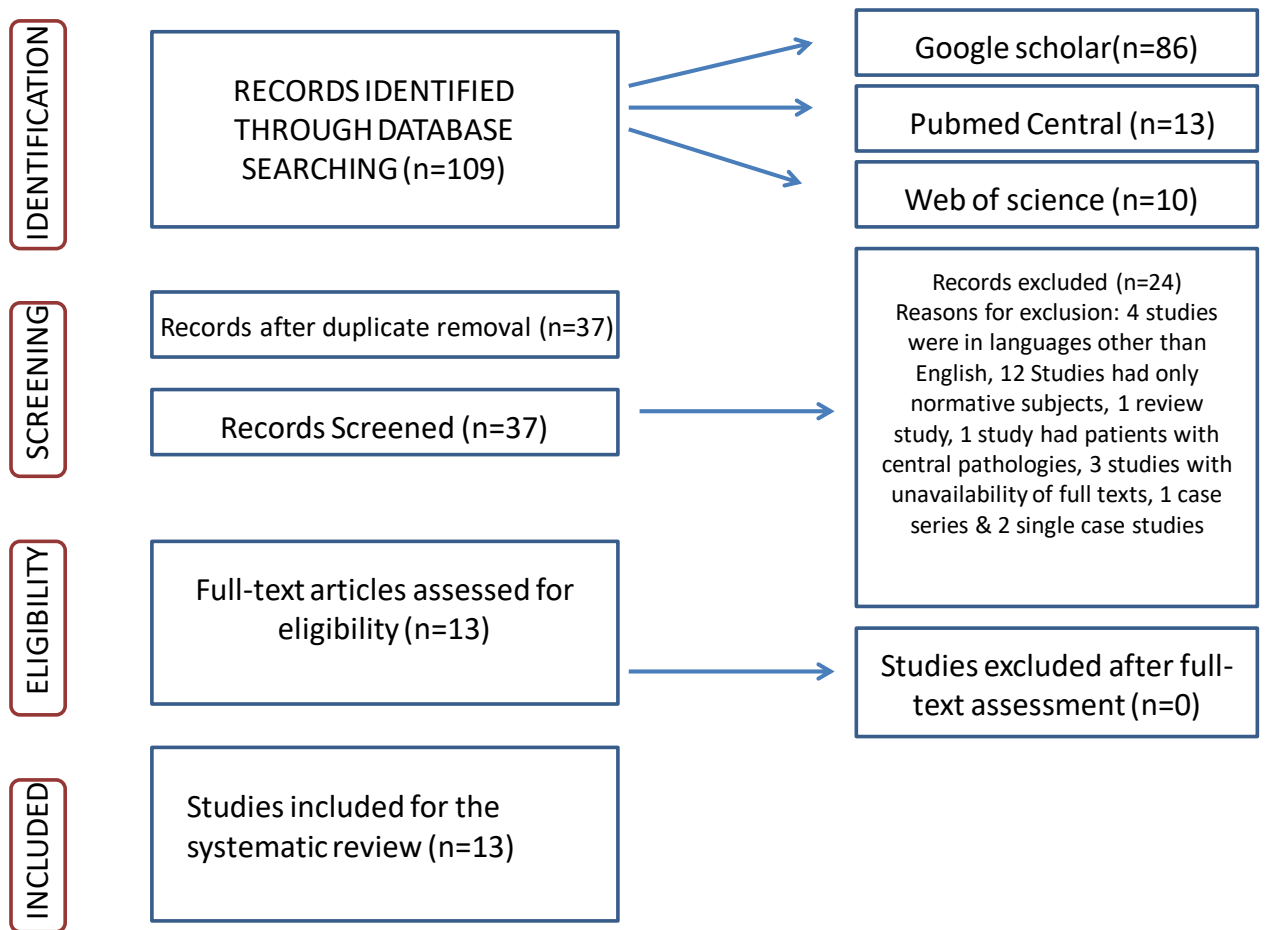 IDENTIFICATION
RECORDS IDENTIFIED
THROUGH DATABASE
SEARCHING (n=109)
Google scholar(n=86)
Pubmed Central (n=13)
Web of science (n=10)
SCREENING
Records after duplicate removal (n=37)
Records Screened (n=37)
Records excluded (n=24)
Reasons for exclusion: 4 studies
were in languages other than
English, 12 Studies had only
normative subjects, 1 review
study, 1 study had patients with
central pathologies, 3 studies with
unavailability of full texts, 1 case
series & 2 single case studies
ELIGIBILITY
Full-text articles assessed for
eligibility (n=13)
Studies excluded after full-
text assessment (n=0)
INCLUDED
Studies included for the
systematic review (n=13)